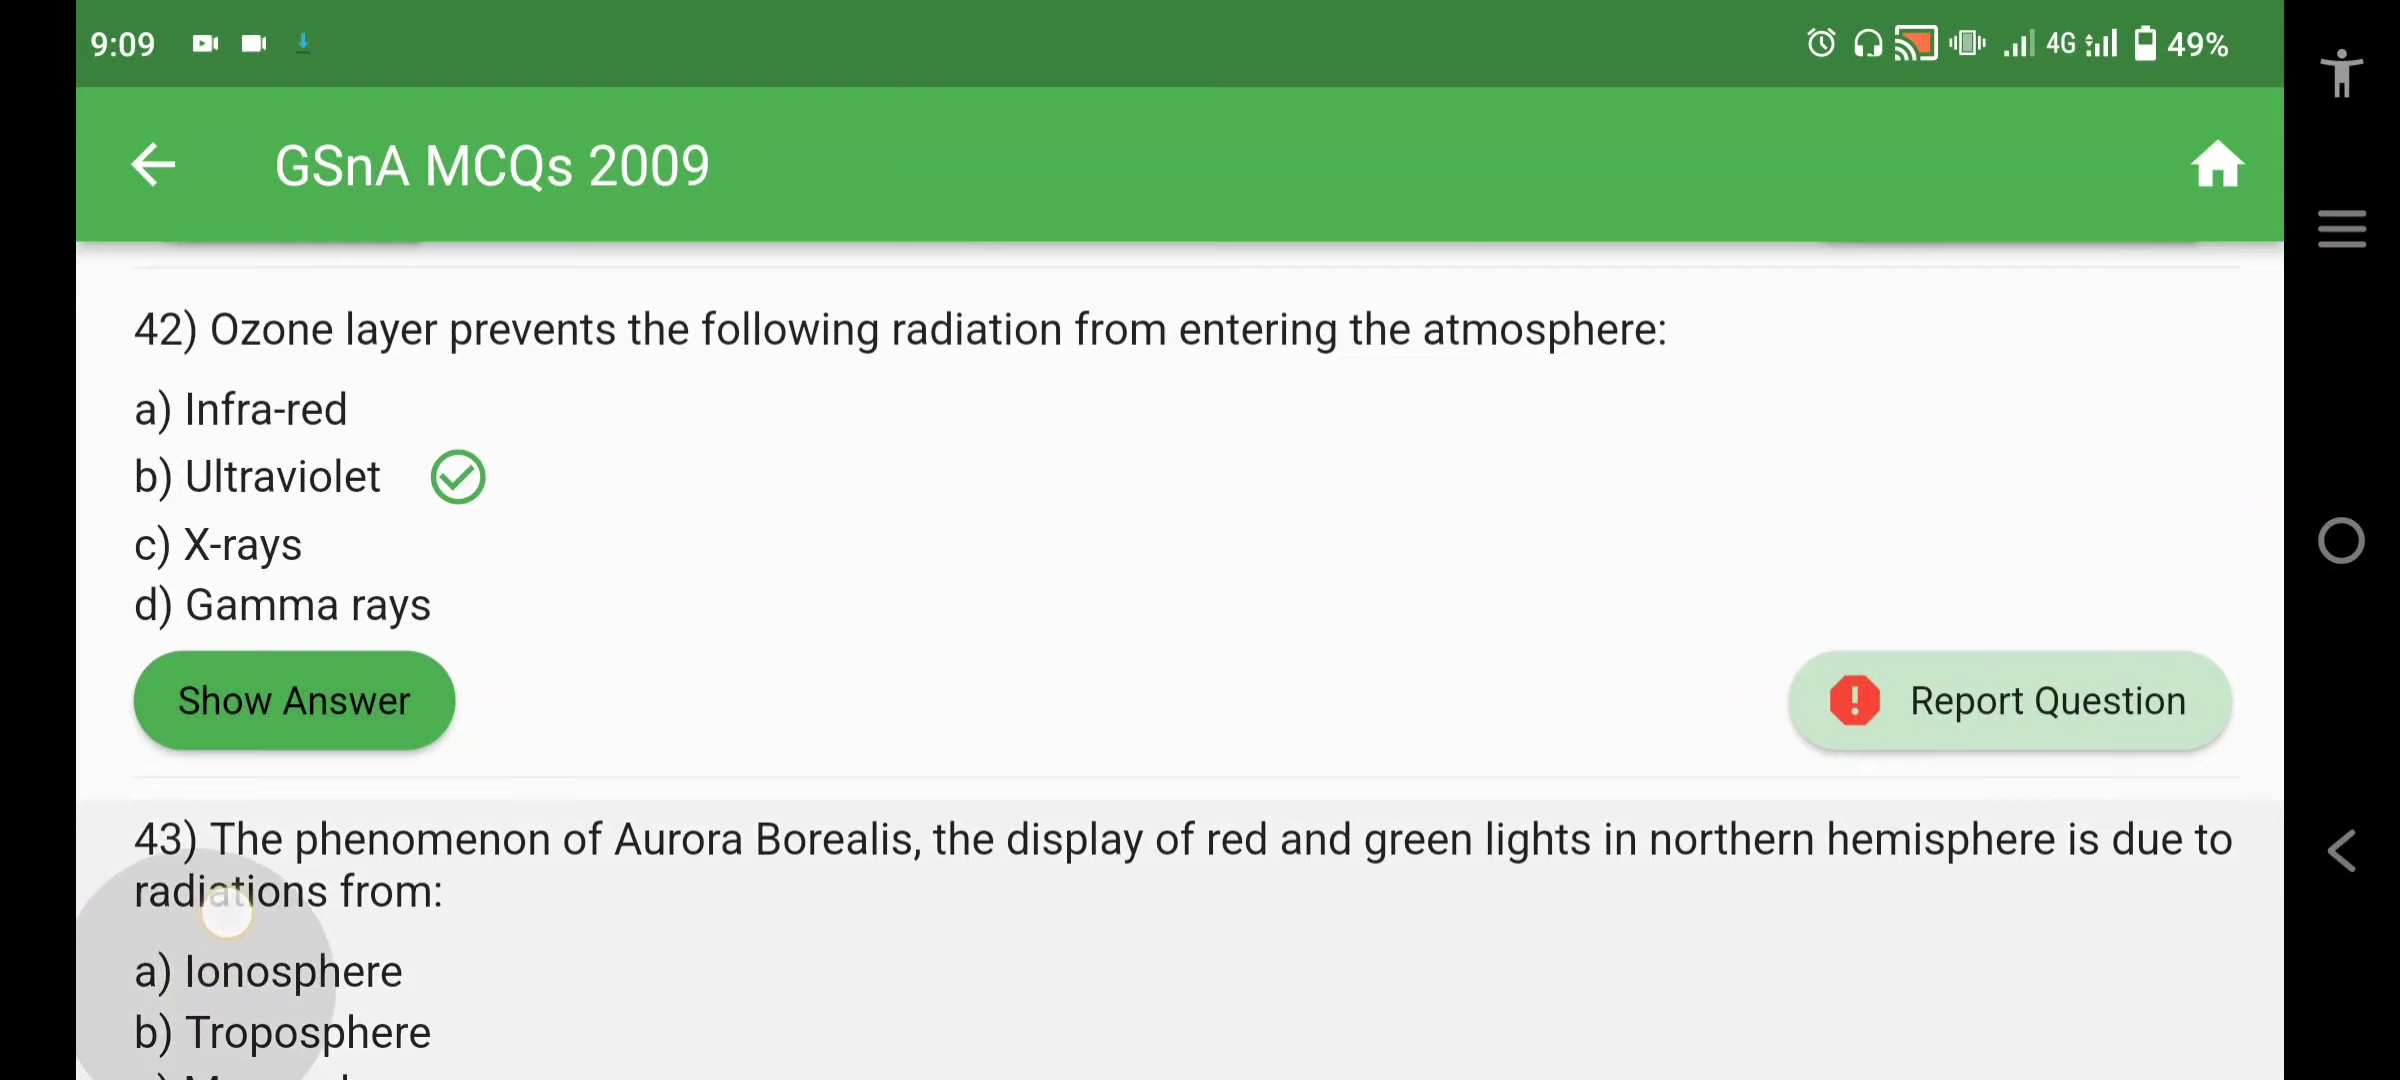 9:09
4G 49%
GSnA MCQs 2009
42) Ozone layer prevents the following radiation from entering the atmosphere:
a) Infra-red
b) Ultraviolet
c) X-rays
d) Gamma rays
Show Answer
Report Question
43) The phenomenon of Aurora Borealis, the display of red and green lights in northern hemisphere is due to
radiations from:
a) Ionosphere
b) Troposphere